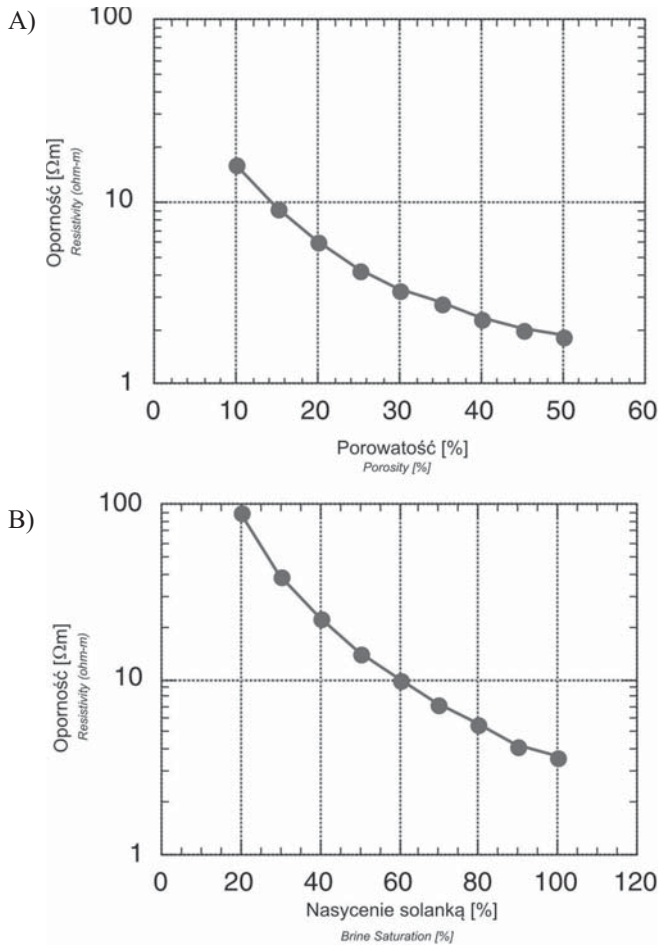 A)
100
10
1
Oporność [Ωm]
Resistivity (ohm-m)
0 10 20 30 40 50 60
Porowatość [%]
Porosity [%]
B)
100
10
1
Oporność [Ωm]
Resistivity (ohm-m)
0 20 40 60 80 100 120
Nasycenie solanką [%]
Brine Saturation [%]